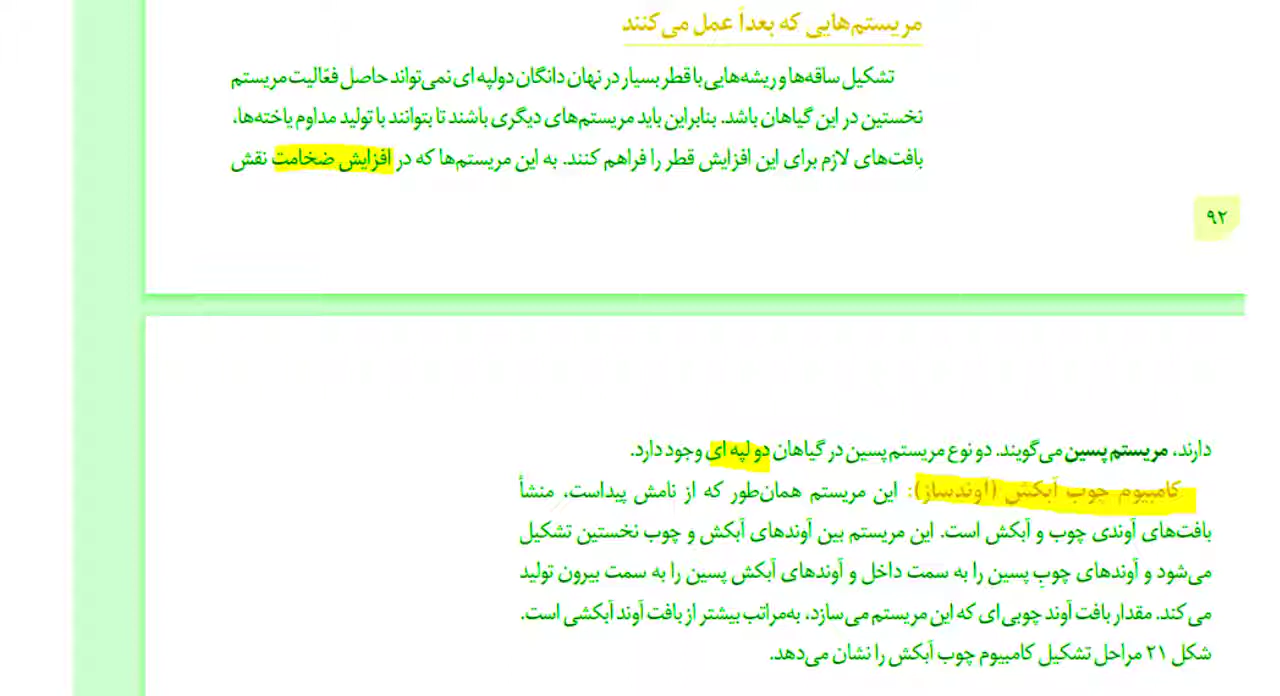 مریستم‌هایی که بعداً عمل می‌کنند
تشکیل ساقه‌ها و ریشه‌هایی با قطر بسیار در نهان دانگان دولپه ای نمی‌تواند حاصل فعّالیت مریستم
نخستین در این گیاهان باشد. بنابراین باید مریستم‌های دیگری باشند تا بتوانند با تولید مداوم یاخته‌ها،
بافت‌های لازم برای این افزایش قطر را فراهم کنند. به این مریستم‌ها که در افزایش ضخامت نقش
۹۲
دارند، مریستم پسین می‌گویند. دو نوع مریستم پسین در گیاهان دو لپه ای وجود دارد.
کامبیوم چوب آبکش (آوندساز): این مریستم همان‌طور که از نامش پیداست، منشأ
بافت‌های آوندی چوب و آبکش است. این مریستم بین آوندهای آبکش و چوب نخستین تشکیل
می‌شود و آوندهای چوبِ پسین را به سمت داخل و آوندهای آبکش پسین را به سمت بیرون تولید
می کند. مقدار بافت آوند چوبی‌ای که این مریستم می‌سازد، به‌مراتب بیشتر از بافت آوند آبکشی است.
شکل ۲۱ مراحل تشکیل کامبیوم چوب آبکش را نشان می‌دهد.